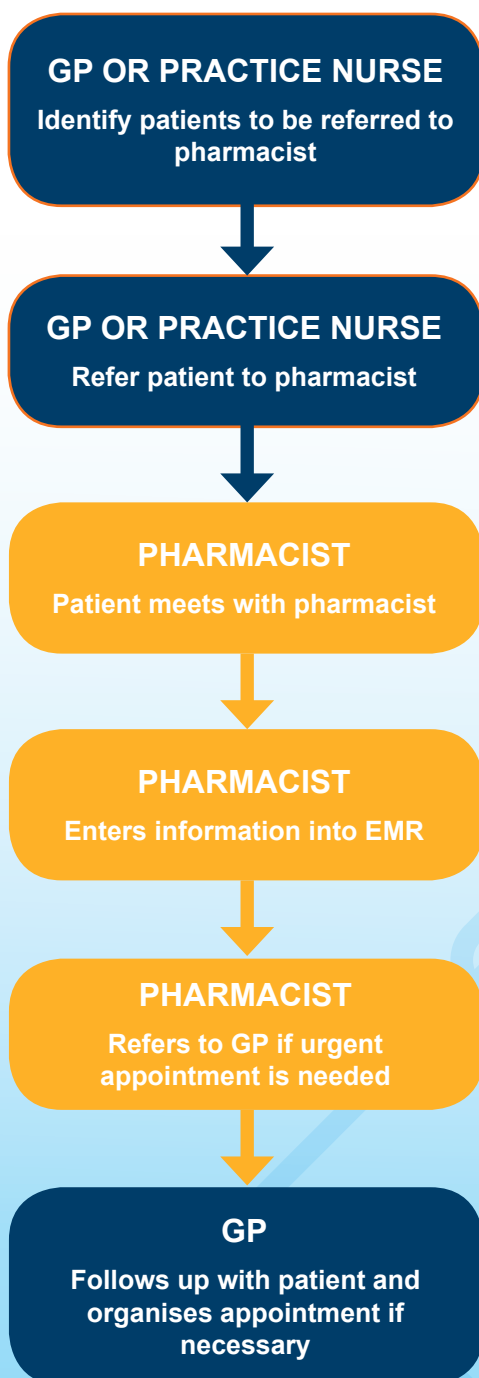 GP OR PRACTICE NURSE
Identify patients to be referred to
pharmacist
GP OR PRACTICE NURSE
Refer patient to pharmacist
PHARMACIST
Patient meets with pharmacist
PHARMACIST
Enters information into EMR
PHARMACIST
Refers to GP if urgent
appointment is needed
GP
Follows up with patient and
organises appointment if
necessary